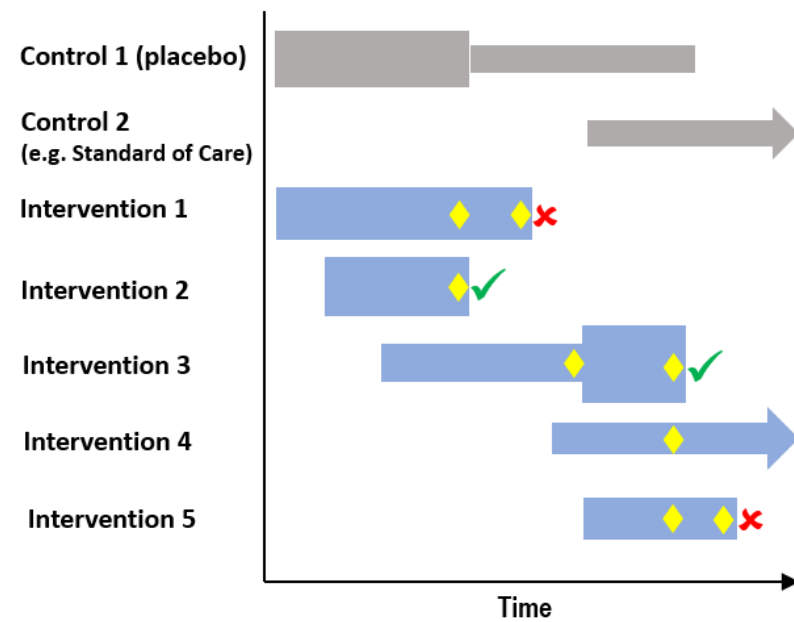 Control 1 (placebo)
Control 2
(e.g. Standard of Care)
Intervention 1
Intervention 2
Intervention 3
Intervention 4
Intervention 5
Time